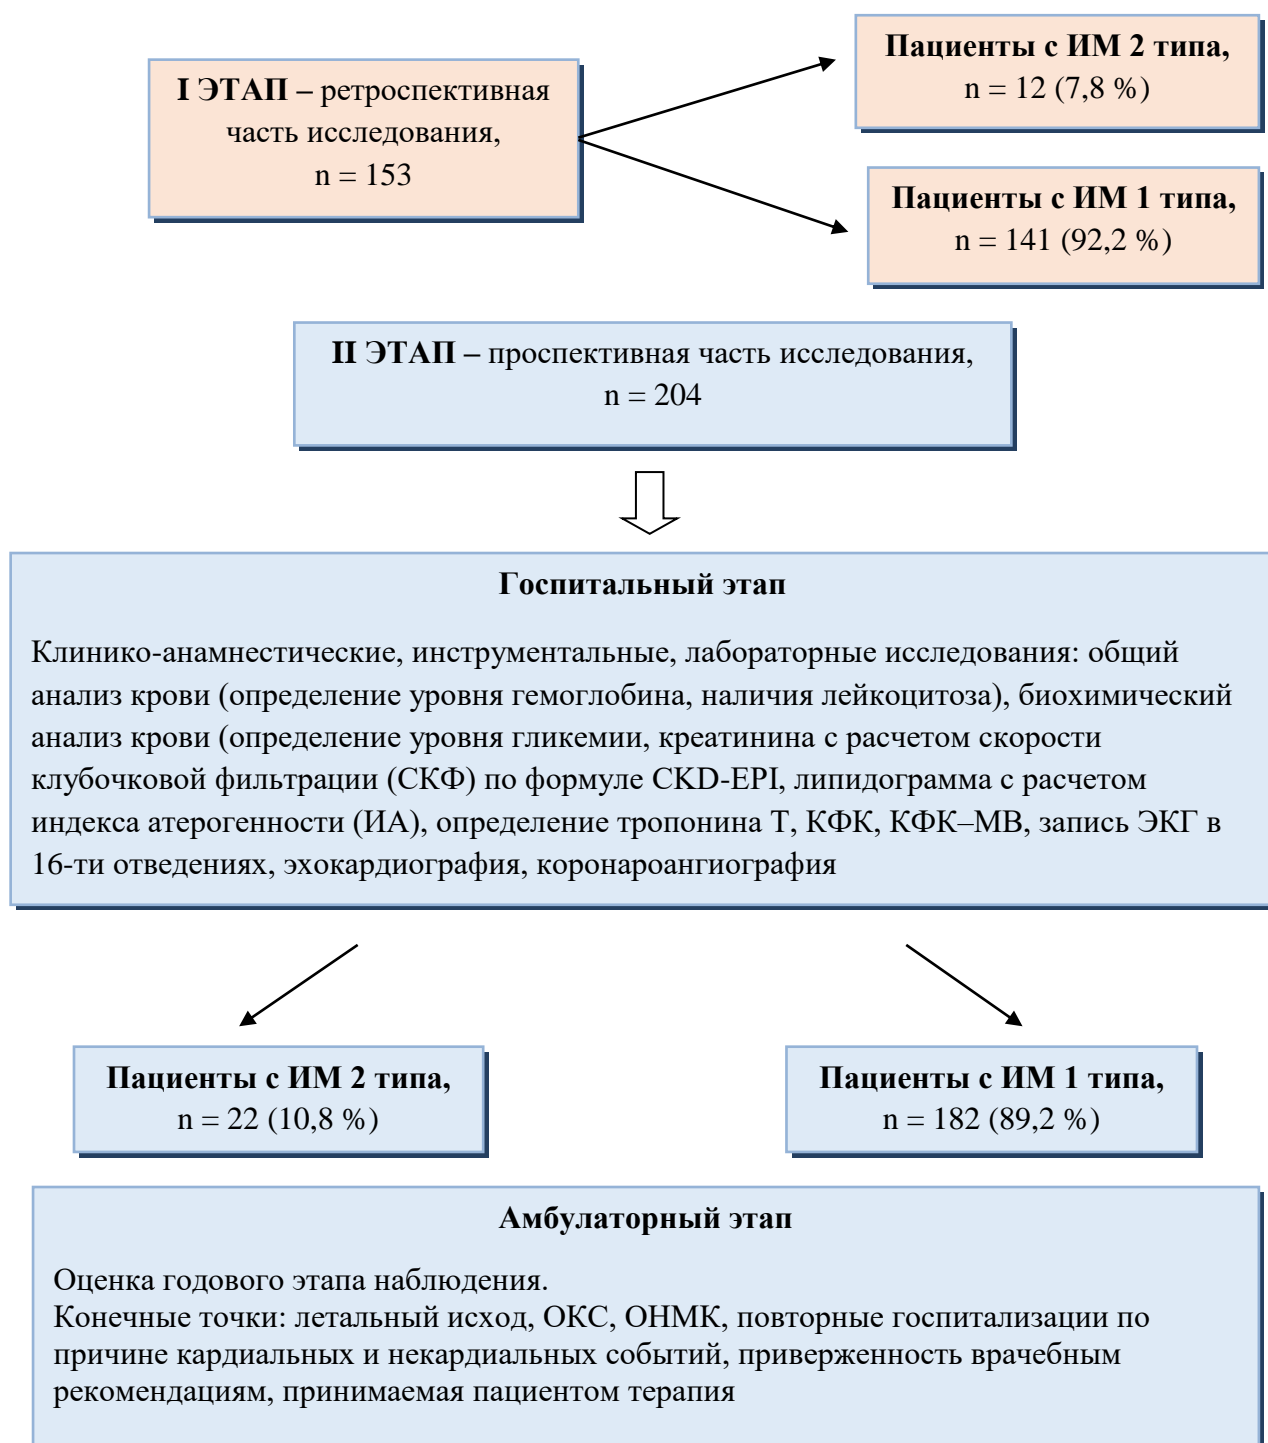 I ЭТАП – ретроспективная
часть исследования,
n = 153
Пациенты с ИМ 2 типа,
n = 12 (7,8 %)
Пациенты с ИМ 1 типа,
n = 141 (92,2 %)
II ЭТАП – проспективная часть исследования,
n = 204
Госпитальный этап
Клинико-анамнестические, инструментальные, лабораторные исследования: общий
анализ крови (определение уровня гемоглобина, наличия лейкоцитоза), биохимический
анализ крови (определение уровня гликемии, креатинина с расчетом скорости
клубочковой фильтрации (СКФ) по формуле CKD-EPI, липидограмма с расчетом
индекса атерогенности (ИА), определение тропонина Т, КФК, КФК–МВ, запись ЭКГ в
16-ти отведениях, эхокардиография, коронароангиография
Пациенты с ИМ 2 типа,
n = 22 (10,8 %)
Пациенты с ИМ 1 типа,
n = 182 (89,2 %)
Амбулаторный этап
Оценка годового этапа наблюдения.
Конечные точки: летальный исход, ОКС, ОНМК, повторные госпитализации по
причине кардиальных и некардиальных событий, приверженность врачебным
рекомендациям, принимаемая пациентом терапия